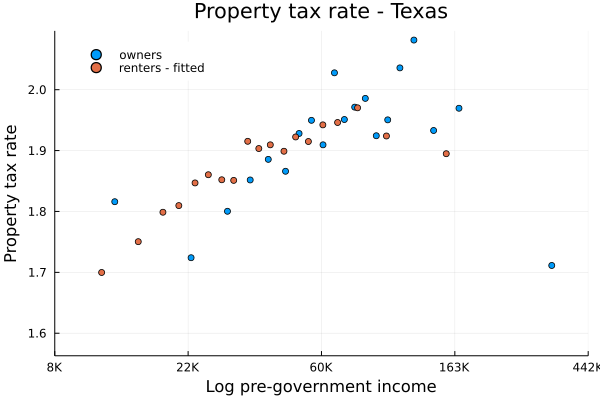 Property tax rate - Texas
owners
renters - fitted
Property tax rate
2.0
1.9
1.8
1.7
1.6
8K
22K
60K
163K
442K
Log pre-government income